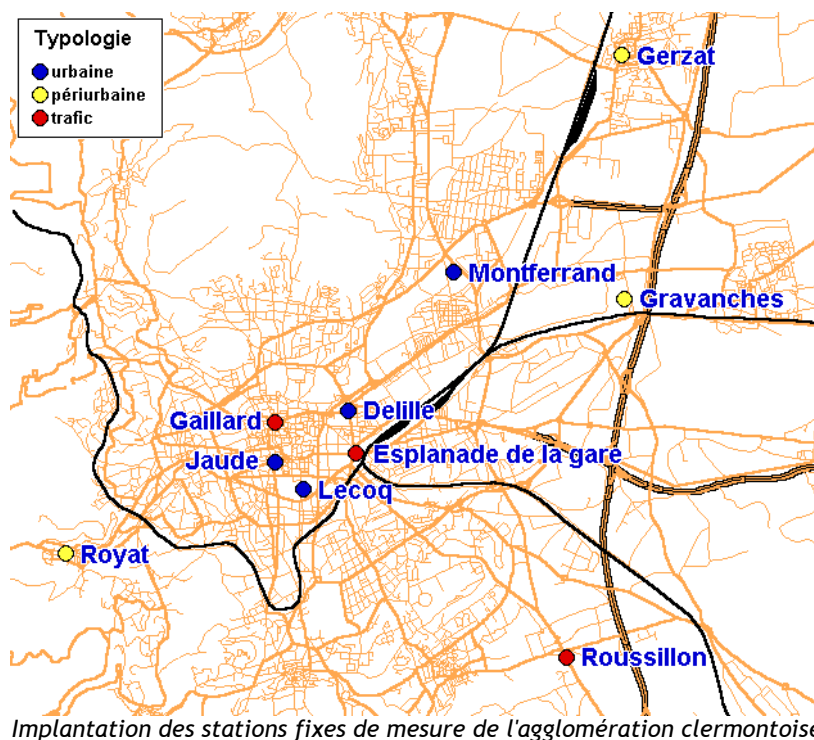 Typologie
urbaine
périurbaine
trafic
Gerzat
Montferrand
Gravanches
Delille
Gaillard
Esplanade de la gare
Jaude
Lecoq
Royat
Roussillon
Implantation des stations fixes de mesure de l'agglomération clermontoise